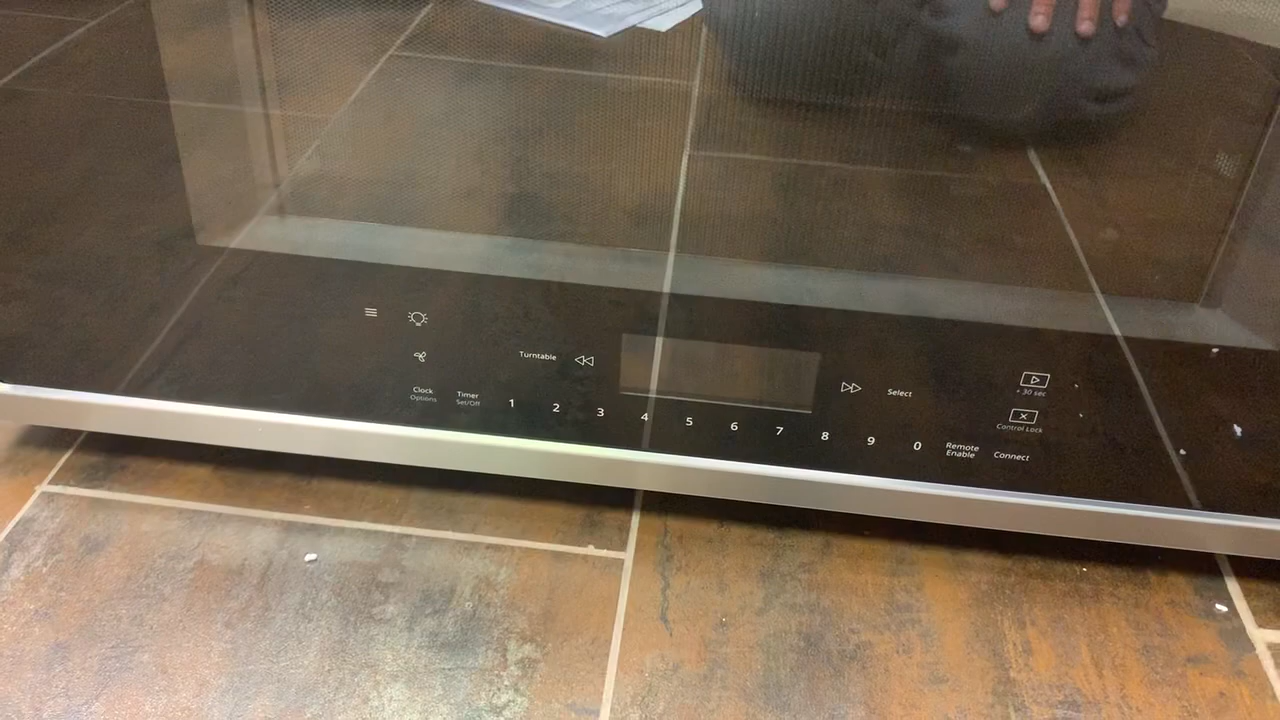 Turntable
Clock
Options
Timer
Set/Off
1 2 3 4 5 6 7 8 9 0
Select
+ 30 sec
Control Lock
Remote
Enable
Connect